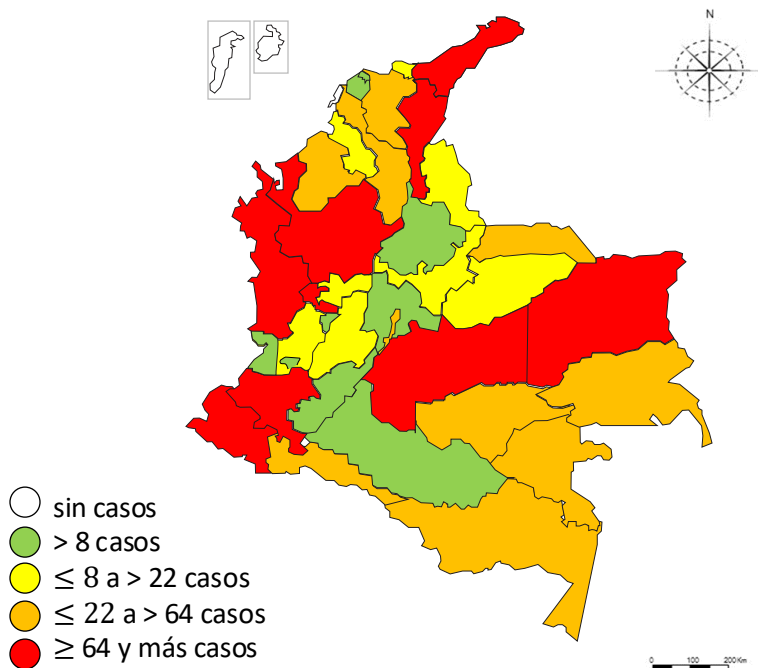 N
sin casos
> 8 casos
≤ 8 a > 22 casos
≤ 22 a > 64 casos
≥ 64 y más casos
0 100 200 Km